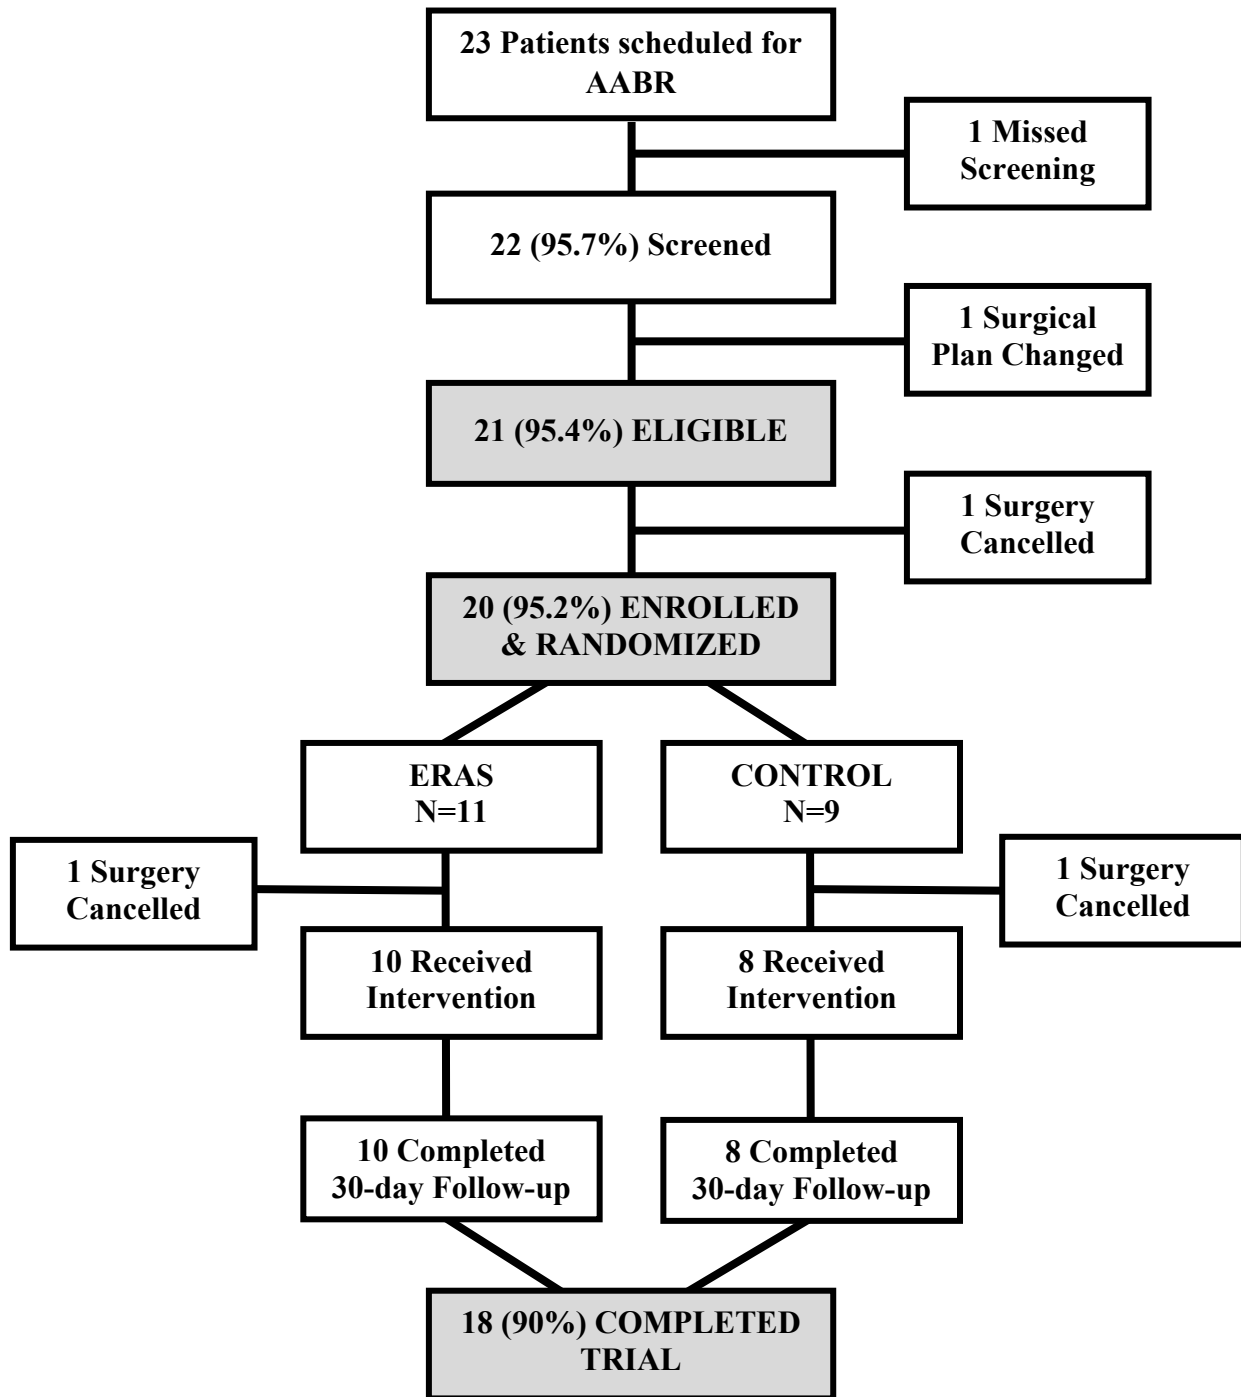 23 Patients scheduled for
AABR
1 Missed
Screening
22 (95.7%) Screened
1 Surgical
Plan Changed
21 (95.4%) ELIGIBLE
1 Surgery
Cancelled
20 (95.2%) ENROLLED
& RANDOMIZED
ERAS
N=11
CONTROL
N=9
1 Surgery
Cancelled
1 Surgery
Cancelled
10 Received
Intervention
8 Received
Intervention
10 Completed
30-day Follow-up
8 Completed
30-day Follow-up
18 (90%) COMPLETED
TRIAL